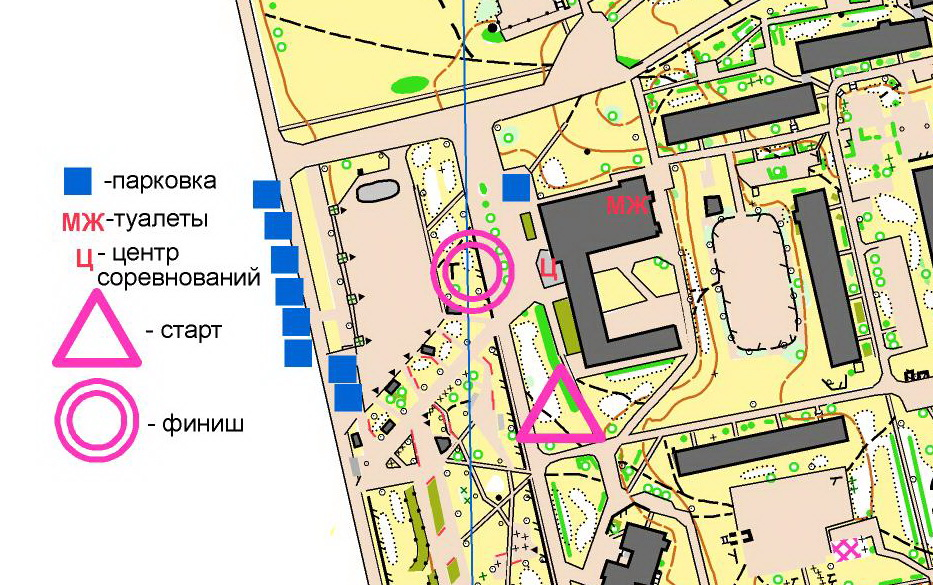 -парковка
МЖ-туалеты
Ц- центр
соревнований
- старт
- финиш
МЖ
Ц